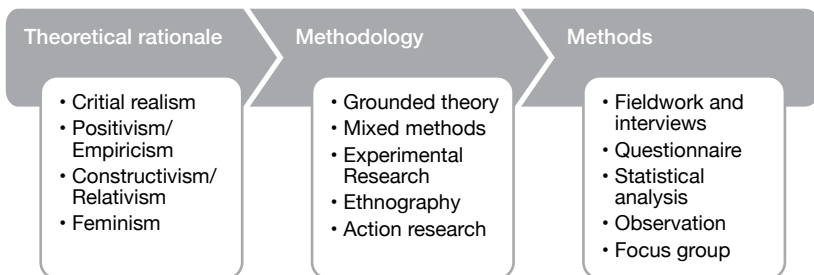 Theoretical rationale
• Critial realism
• Positivism/
Empiricism
• Constructivism/
Relativism
• Feminism
Methodology
• Grounded theory
• Mixed methods
• Experimental
Research
• Ethnography
• Action research
Methods
• Fieldwork and
interviews
• Questionnaire
• Statistical
analysis
• Observation
• Focus group